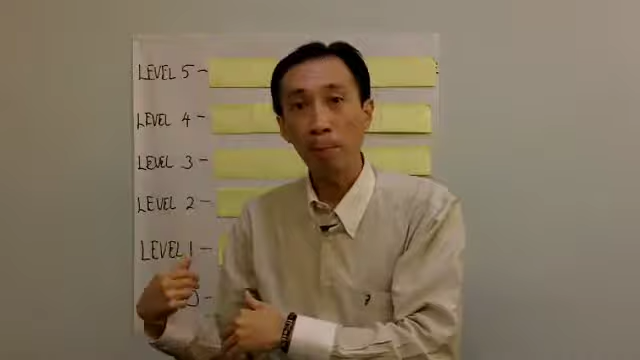 LEVEL 5 -
LEVEL 4 -
LEVEL 3 -
LEVEL 2 -
LEVEL 1 -